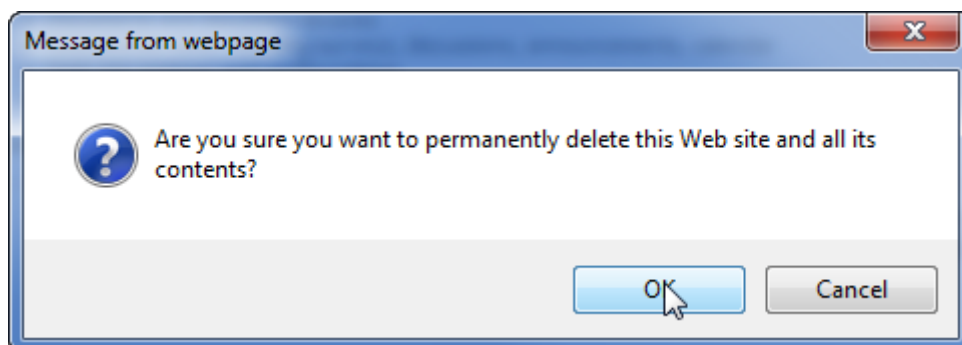 Message from webpage
Are you sure you want to permanently delete this Web site and all its
contents?
OK
Cancel